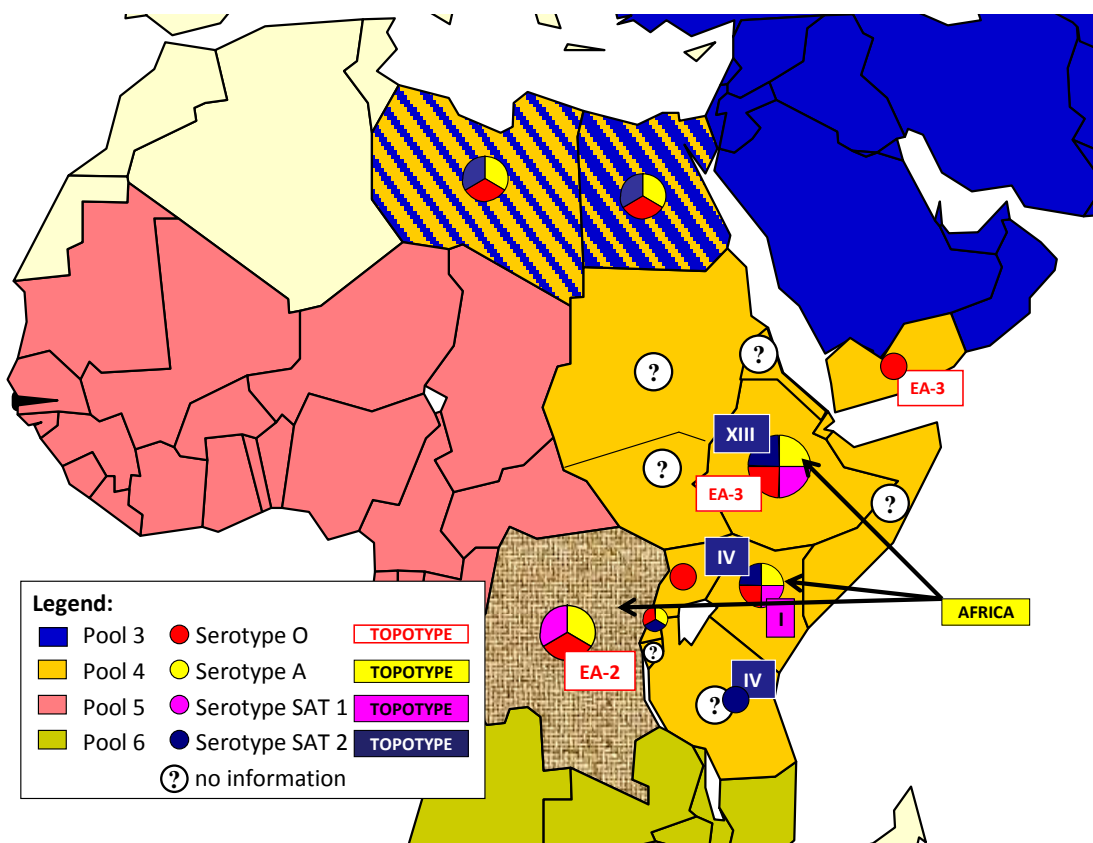 ?
?
EA-3
XIII
?
EA-3
?
IV
I
AFRICA
?
EA-2
IV
?
Legend:
Pool 3
Serotype O
TOPOTYPE
Pool 4
Serotype A
TOPOTYPE
Pool 5
Serotype SAT 1
TOPOTYPE
Pool 6
Serotype SAT 2
TOPOTYPE
? no information